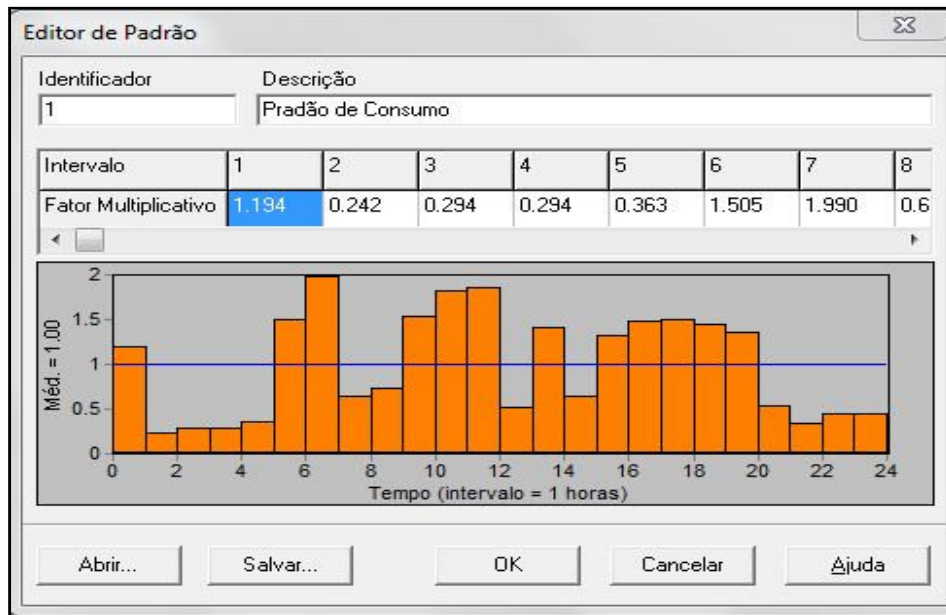 Editor de Padrão
Identificador Descrição
1 Pradão de Consumo
Intervalo 1 2 3 4 5 6 7 8
Fator Multiplicativo 1.194 0.242 0.294 0.294 0.363 1.505 1.990 0.6
2
1.5
1
0.5
0
Méd. = 1.00
0 2 4 6 8 10 12 14 16 18 20 22 24
Tempo (intervalo = 1 horas)
Abrir... Salvar... OK Cancelar Ajuda